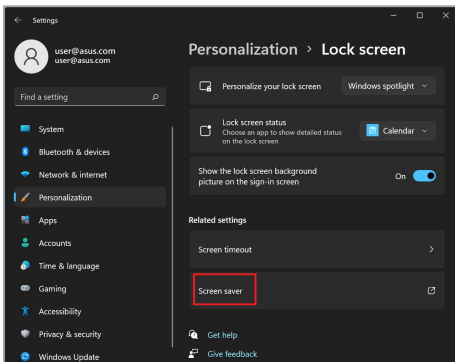 Settings
user@asus.com
user@asus.com
Find a setting
System
Bluetooth & devices
Network & internet
Personalization
Apps
Accounts
Time & language
Gaming
Accessibility
Privacy & security
Windows Update
Personalization > Lock screen
Personalize your lock screen
Windows spotlight
Lock screen status
Choose an app to show detailed status
on the lock screen
Calendar
Show the lock screen background
picture on the sign-in screen
On
Related settings
Screen timeout
Screen saver
Get help
Give feedback